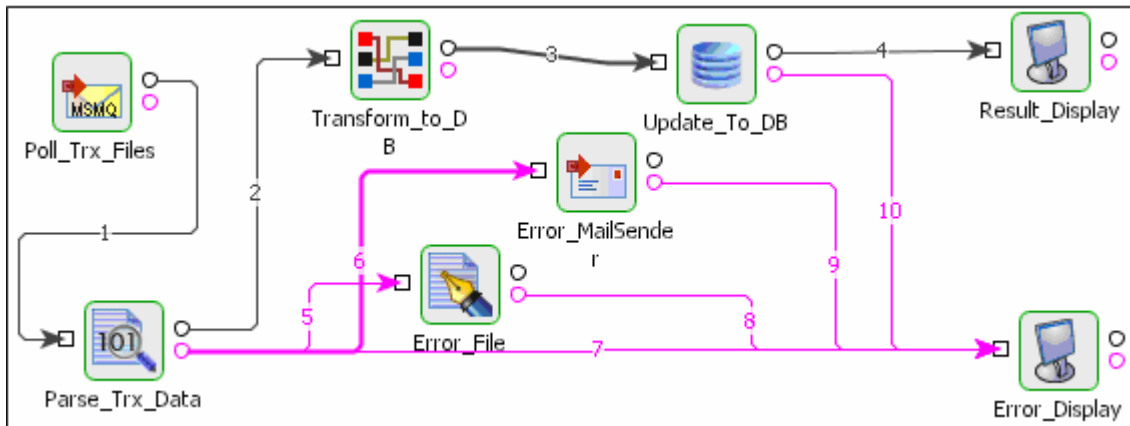 3
4
MSMQ
Poll_Trx_Files
Transform_to_D
B
Update_To_DB
Result_Display
2
1
Error_MailSende
r
10
6
9
5
Error_File
8
7
101
Parse_Trx_Data
Error_Display